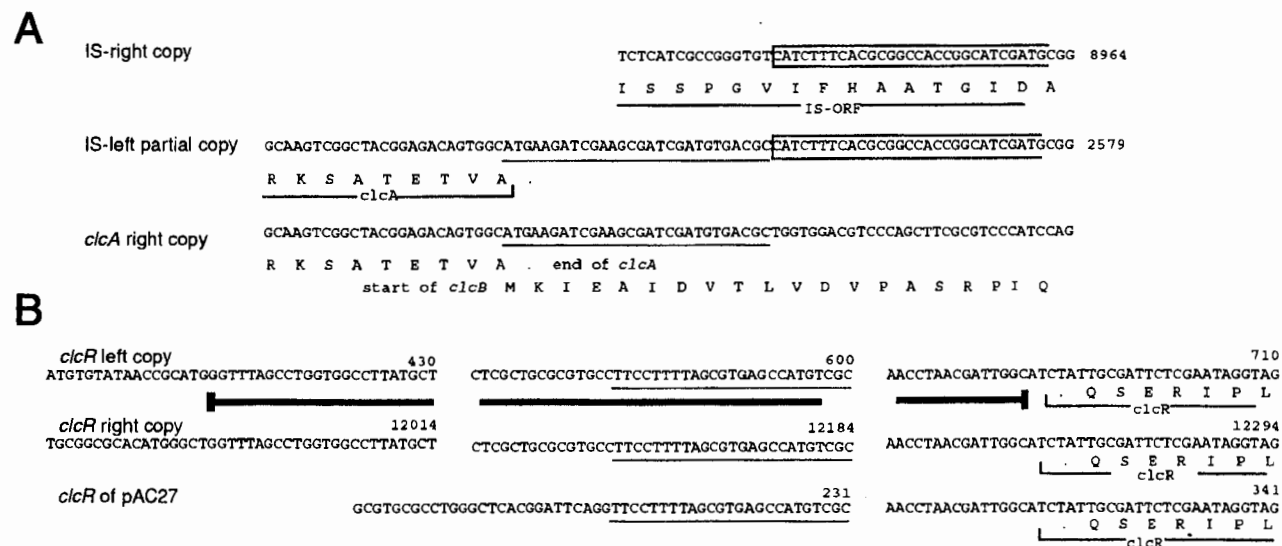 A
IS-right copy
TCTCATCGCCGGGTGTCATCTTTCACGCGGCCACCGGCATCGATGCGG 8964
I S S P G V I F H A A T G I D A
IS-ORF
IS-left partial copy GCAAGTCGGCTACGGAGACAGTGGCATGAAGATCGAAGCGATCGATGTGACGCCATCTTTCACGCGGCCACCGGCATCGATGCGG 2579
R K S A T E T V A .
clcA
clcA right copy GCAAGTCGGCTACGGAGACAGTGGCATGAAGATCGAAGCGATCGATGTGACGCTGGTGGACGTCCCAGCTTCGCGTCCCATCCAG
R K S A T E T V A . end of clcA
start of clcB M K I E A I D V T L V D V P A S R P I Q
B
clcR left copy 430 600 710
ATGTGTATAACCGCATGGGTTTAGCCTGGTGGCCTTATGCT CTCGCTGCGCGTGCCTTCCTTTTAGCGTGAGCCATGTCGC AACCTAACGATTGGCATCTATTGCGATTCTCGAATAGGTAG
. Q S E R I P L
clcR
clcR right copy 12014 12184 12294
TGCGGCGCACATGGGCTGGTTTAGCCTGGTGGCCTTATGCT CTCGCTGCGCGTGCCTTCCTTTTAGCGTGAGCCATGTCGC AACCTAACGATTGGCATCTATTGCGATTCTCGAATAGGTAG
. Q S E R I P L
clcR
clcR of pAC27 231 341
GCGTGCGCCTGGGCTCACGGATTCAGGTTCCTTTTAGCGTGAGCCATGTCGC AACCTAACGATTGGCATCTATTGCGATTCTCGAATAGGTAG
. Q S E R I P L
clcR